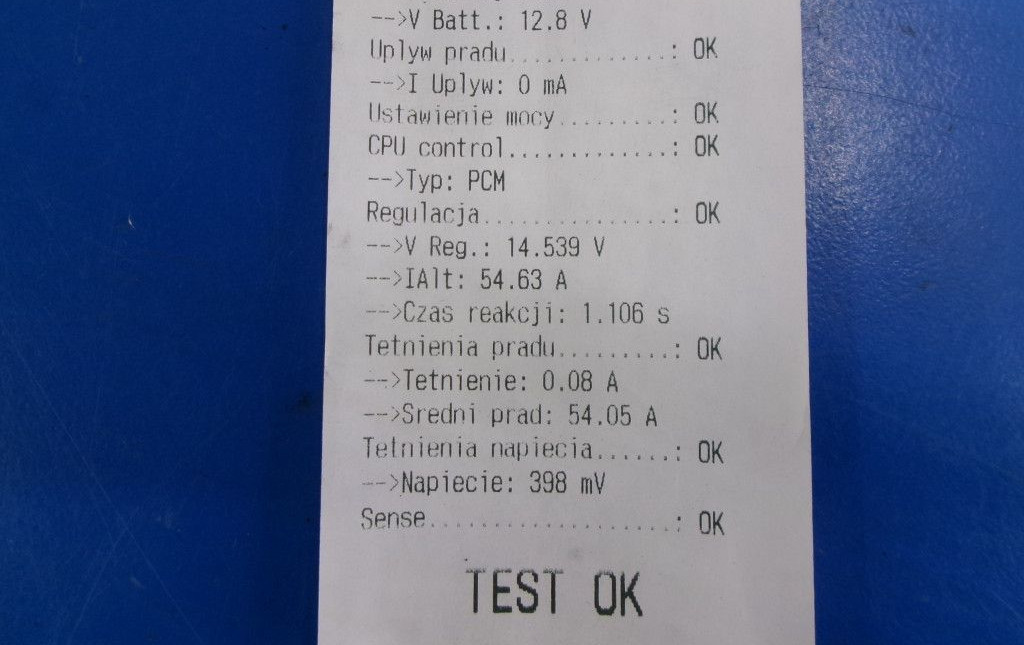 -->V Batt.: 12.8 V
Uplyw pradu.............: OK
-->I Uplyw: 0 mA
Ustawienie mocy.........: OK
CPU control.............: OK
-->Typ: PCM
Regulacja...............: OK
-->V Reg.: 14.539 V
-->IAlt: 54.63 A
-->Czas reakcji: 1.106 s
Tetnienia pradu.........: OK
-->Tetnienie: 0.08 A
-->Sredni prad: 54.05 A
Tetnienia napiecia......: OK
-->Napiecie: 398 mV
Sense...................: OK
TEST OK